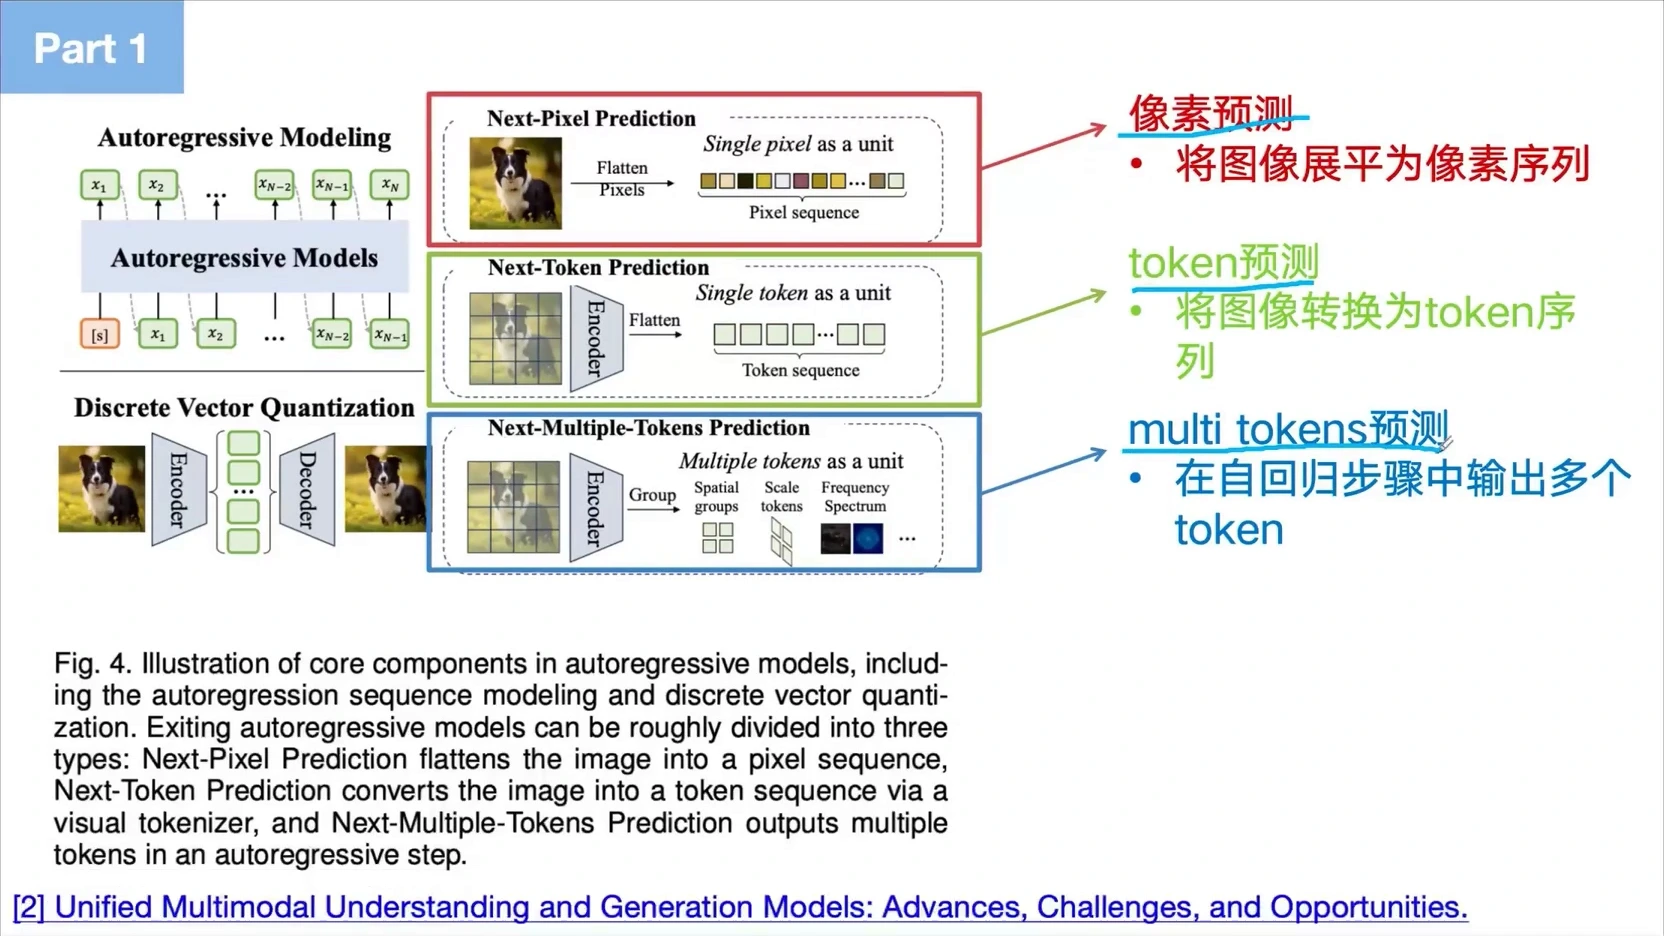 Part 1
Autoregressive Modeling
x₁ x₂ ... x_{N−2} x_{N−1} x_N
Autoregressive Models
[s] x₁ x₂ ... x_{N−2} x_{N−1}
Discrete Vector Quantization
Encoder
...
Decoder
Next-Pixel Prediction
Single pixel as a unit
Flatten
Pixels
...
Pixel sequence
Next-Token Prediction
Single token as a unit
Encoder
Flatten
...
Token sequence
Next-Multiple-Tokens Prediction
Multiple tokens as a unit
Encoder
Group
Spatial
groups
Scale
tokens
Frequency
Spectrum
...
像素预测
• 将图像展平为像素序列
token预测
• 将图像转换为token序
列
multi tokens预测
• 在自回归步骤中输出多个
token
Fig. 4. Illustration of core components in autoregressive models, includ-
ing the autoregression sequence modeling and discrete vector quanti-
zation. Exiting autoregressive models can be roughly divided into three
types: Next-Pixel Prediction flattens the image into a pixel sequence,
Next-Token Prediction converts the image into a token sequence via a
visual tokenizer, and Next-Multiple-Tokens Prediction outputs multiple
tokens in an autoregressive step.
[2] Unified Multimodal Understanding and Generation Models: Advances, Challenges, and Opportunities.